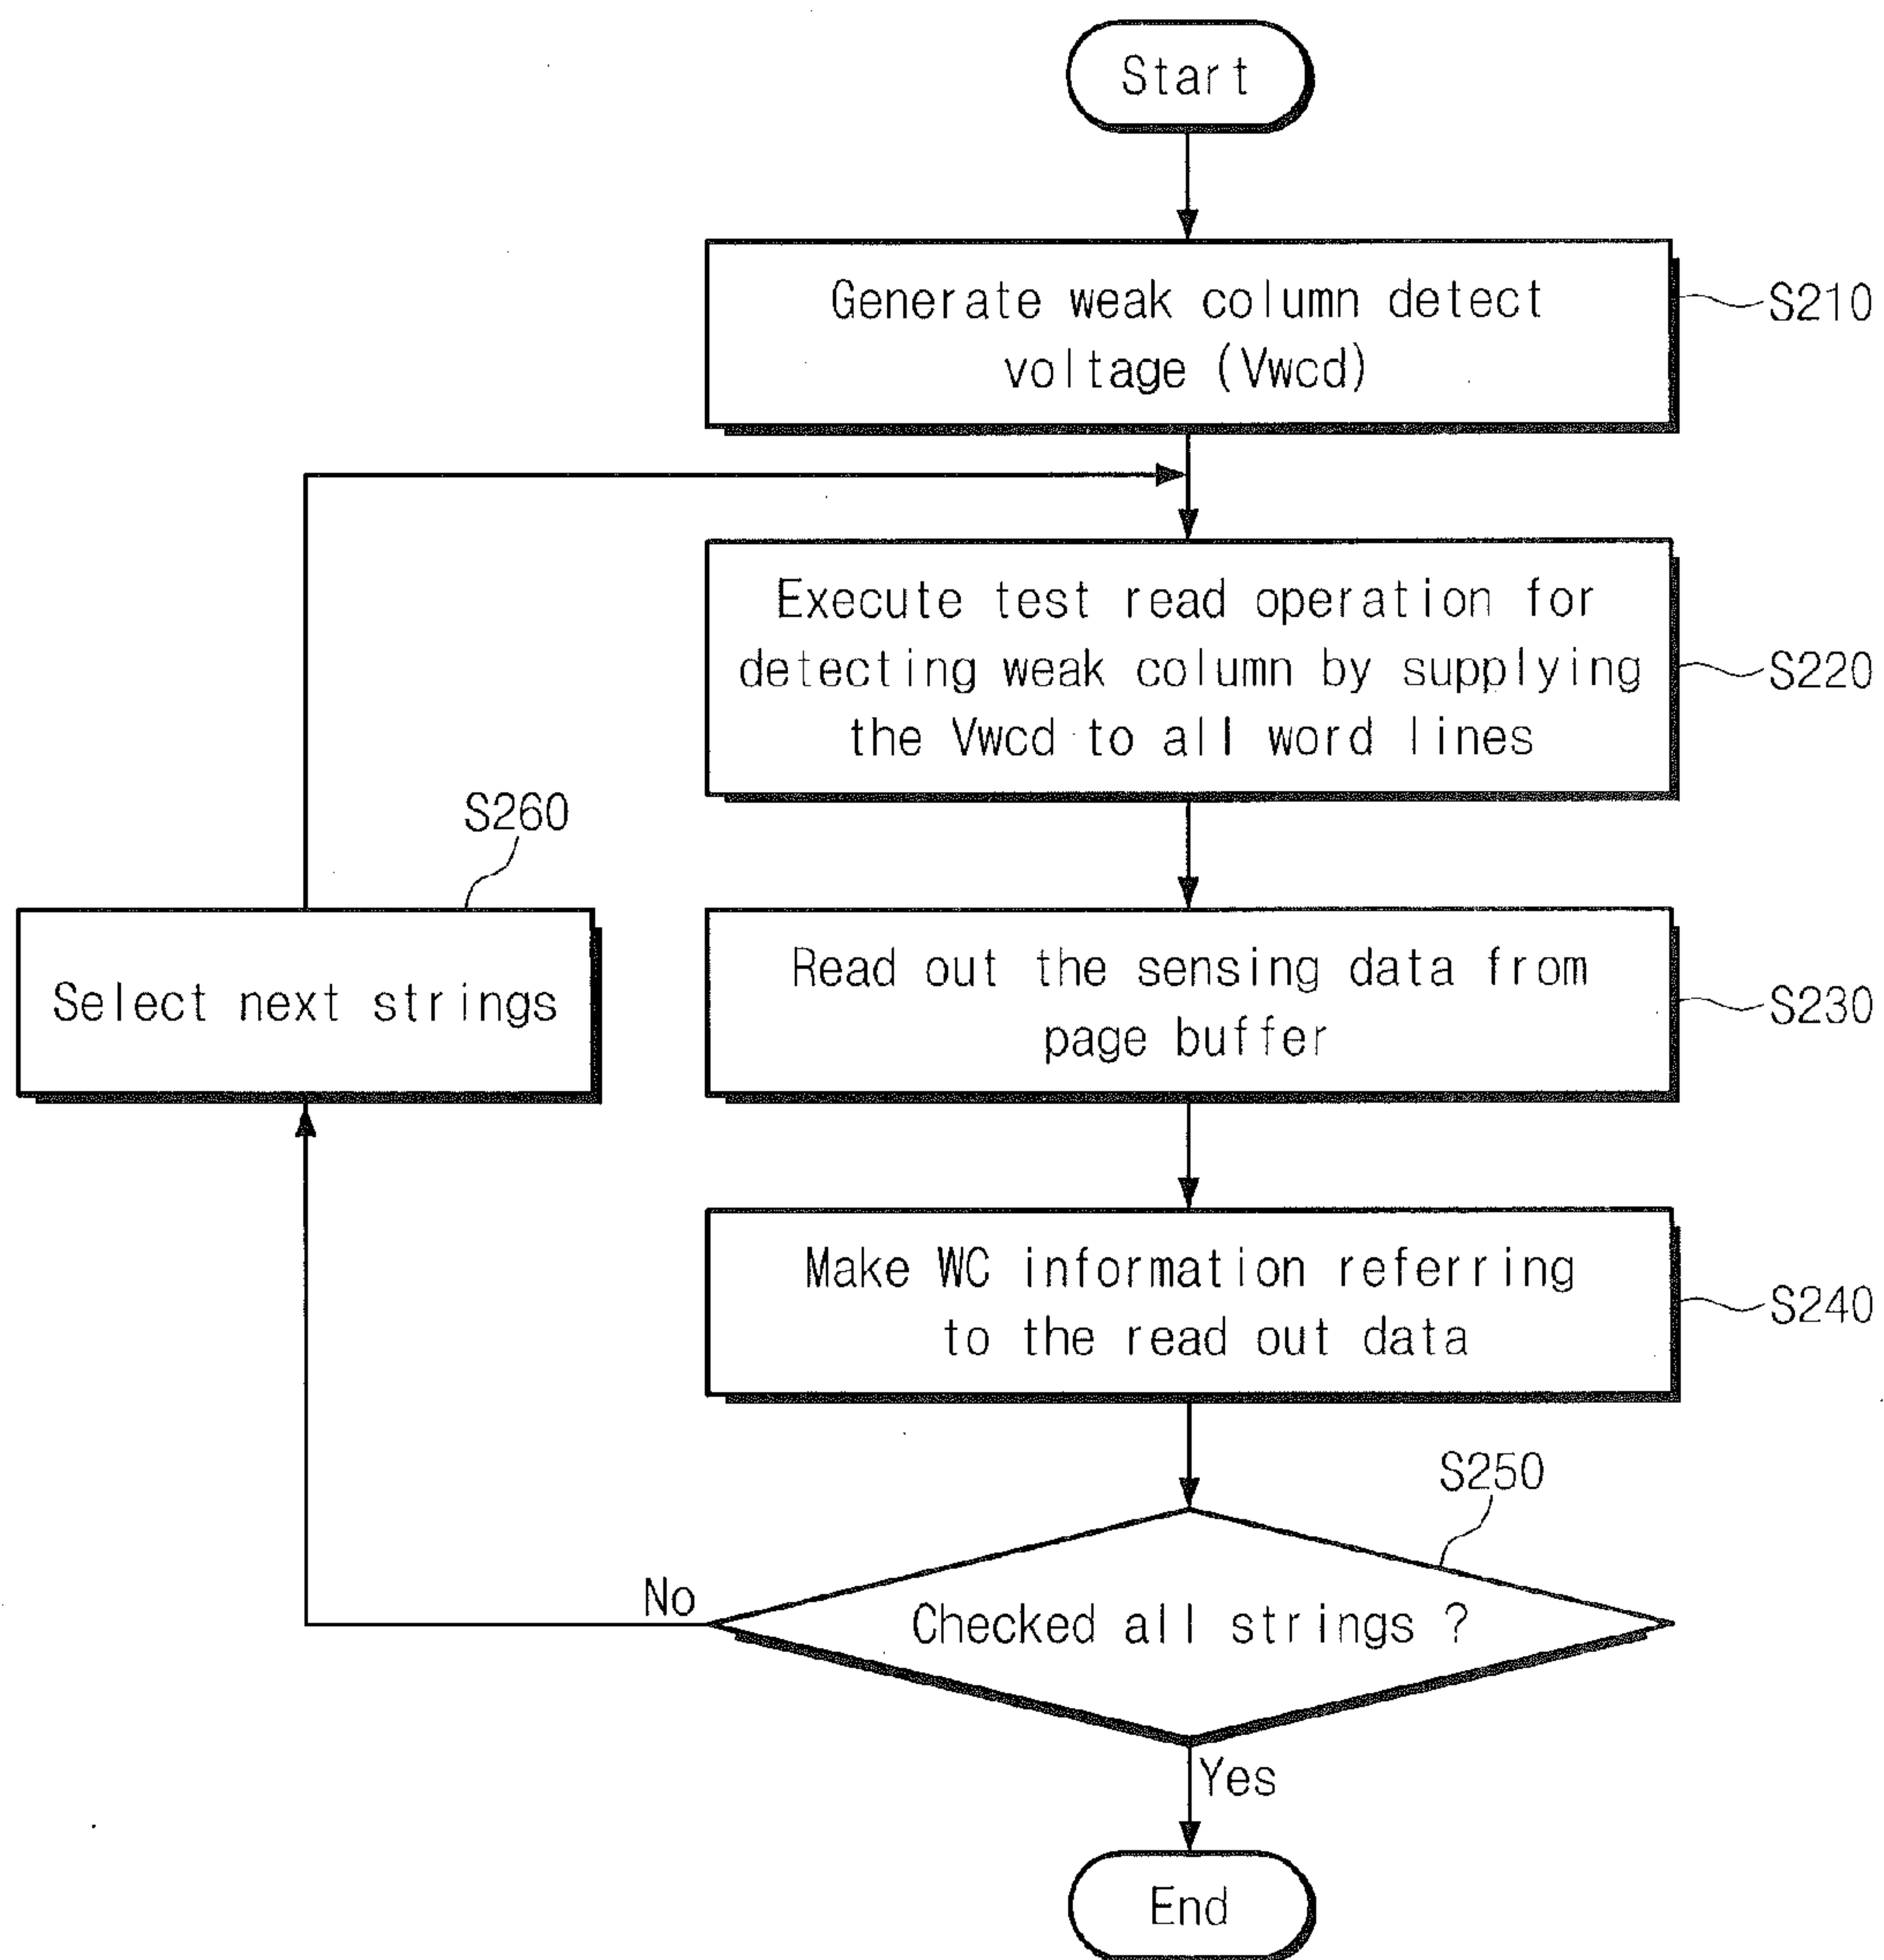 Start
Generate weak column detect
voltage (Vwcd)
S210
Execute test read operation for
detecting weak column by supplying
the Vwcd to all word lines
S220
S260
Select next strings
Read out the sensing data from
page buffer
S230
Make WC information referring
to the read out data
S240
S250
Checked all strings ?
No
Yes
End